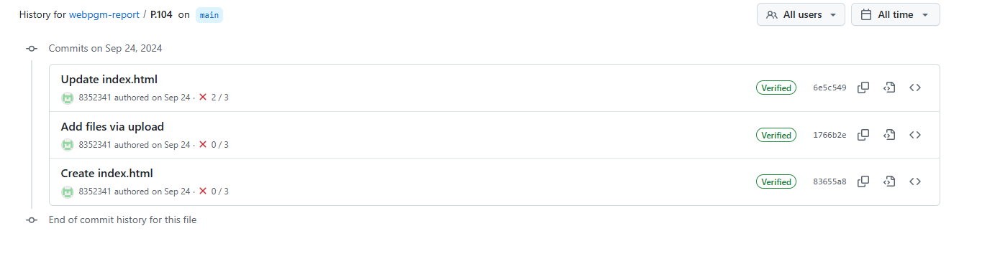 History for webpgm-report / P.104 on main
All users
All time
Commits on Sep 24, 2024
Update index.html
8352341 authored on Sep 24 · 2 / 3
Verified
6e5c549
Add files via upload
8352341 authored on Sep 24 · 0 / 3
Verified
1766b2e
Create index.html
8352341 authored on Sep 24 · 0 / 3
Verified
83655a8
End of commit history for this file